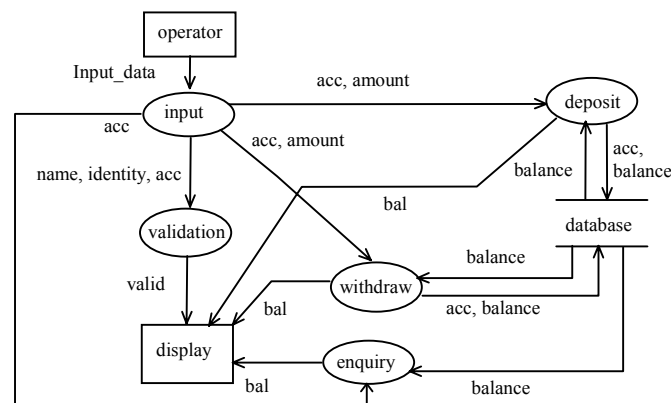 operator
Input_data
acc, amount
deposit
input
acc
acc, amount
acc,
balance
balance
name, identity, acc
bal
database
validation
balance
valid
withdraw
bal
acc, balance
display
enquiry
bal
balance